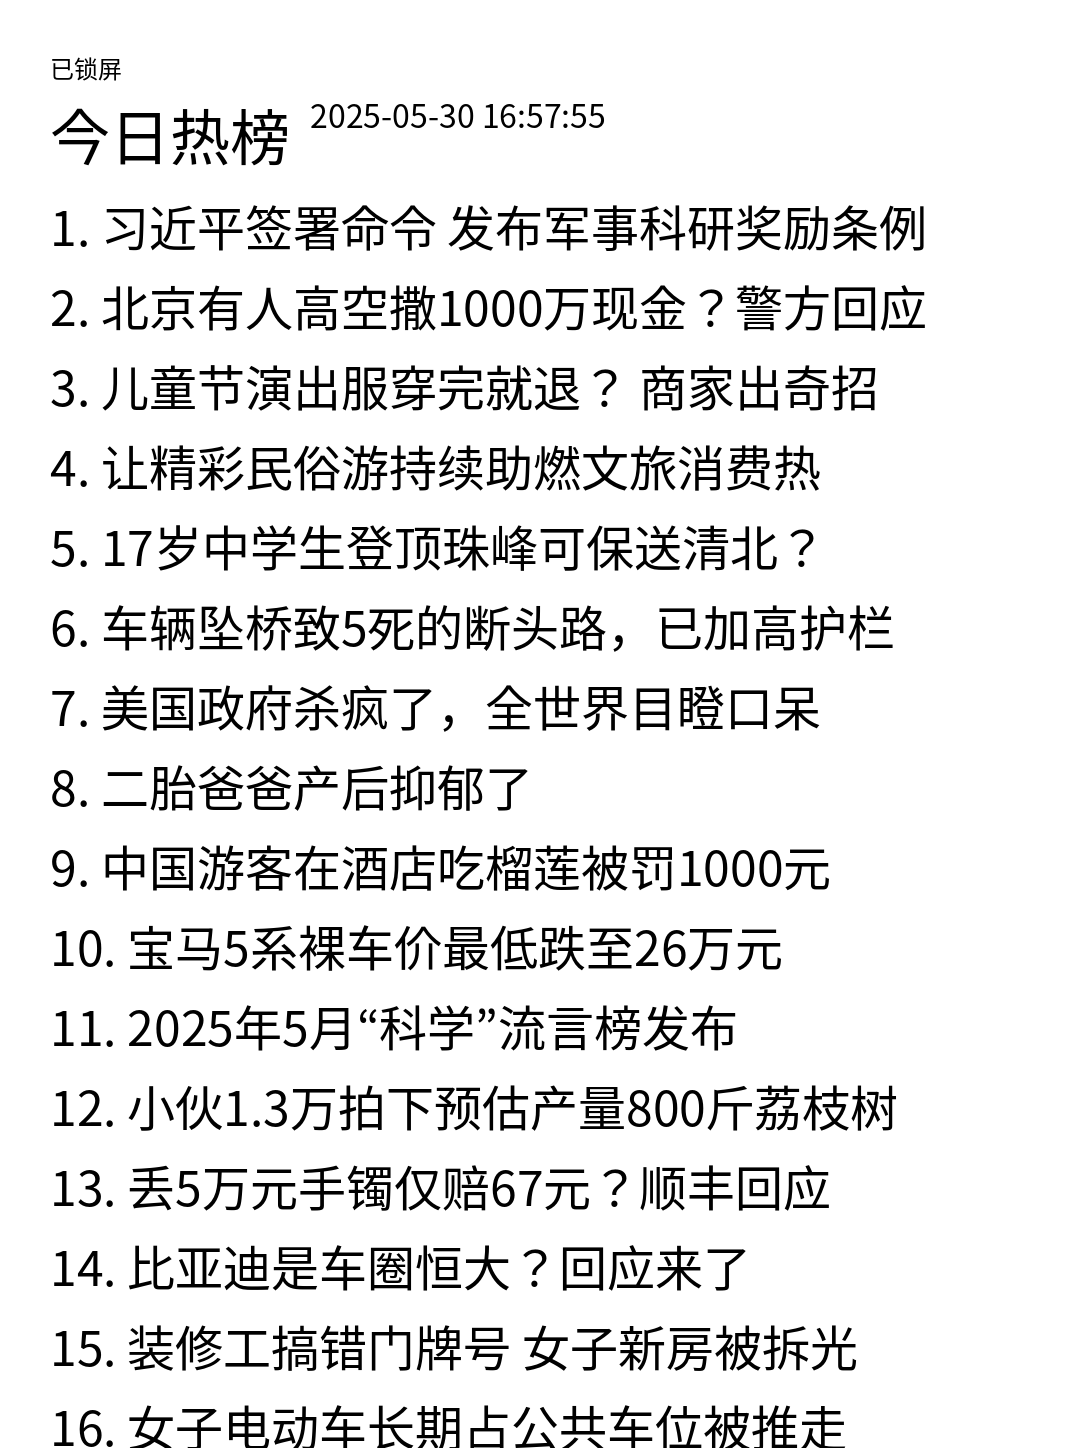 已锁屏
今日热榜 2025-05-30 16:57:55
1. 习近平签署命令 发布军事科研奖励条例
2. 北京有人高空撒1000万现金？警方回应
3. 儿童节演出服穿完就退？ 商家出奇招
4. 让精彩民俗游持续助燃文旅消费热
5. 17岁中学生登顶珠峰可保送清北？
6. 车辆坠桥致5死的断头路，已加高护栏
7. 美国政府杀疯了，全世界目瞪口呆
8. 二胎爸爸产后抑郁了
9. 中国游客在酒店吃榴莲被罚1000元
10. 宝马5系裸车价最低跌至26万元
11. 2025年5月“科学”流言榜发布
12. 小伙1.3万拍下预估产量800斤荔枝树
13. 丢5万元手镯仅赔67元？顺丰回应
14. 比亚迪是车圈恒大？回应来了
15. 装修工搞错门牌号 女子新房被拆光
16. 女子电动车长期占公共车位被推走